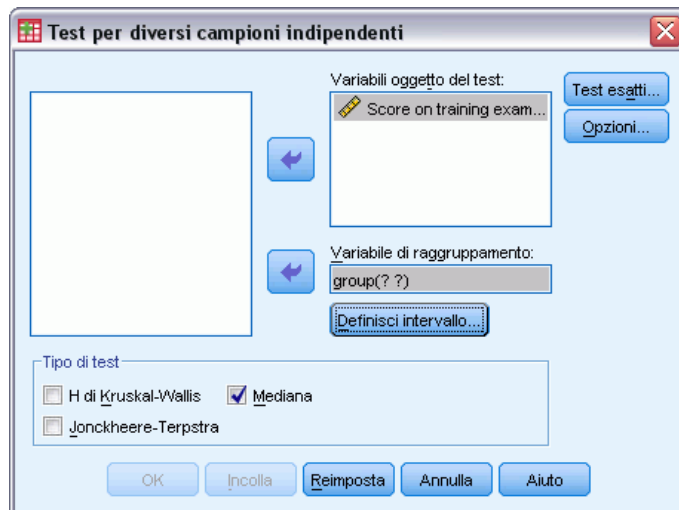 Test per diversi campioni indipendenti
Variabili oggetto del test:
Score on training exam...
Test esatti...
Opzioni...
Variabile di raggruppamento:
group(? ?)
Definisci intervallo...
Tipo di test
H di Kruskal-Wallis
Mediana
Jonckheere-Terpstra
OK
Incolla
Reimposta
Annulla
Aiuto